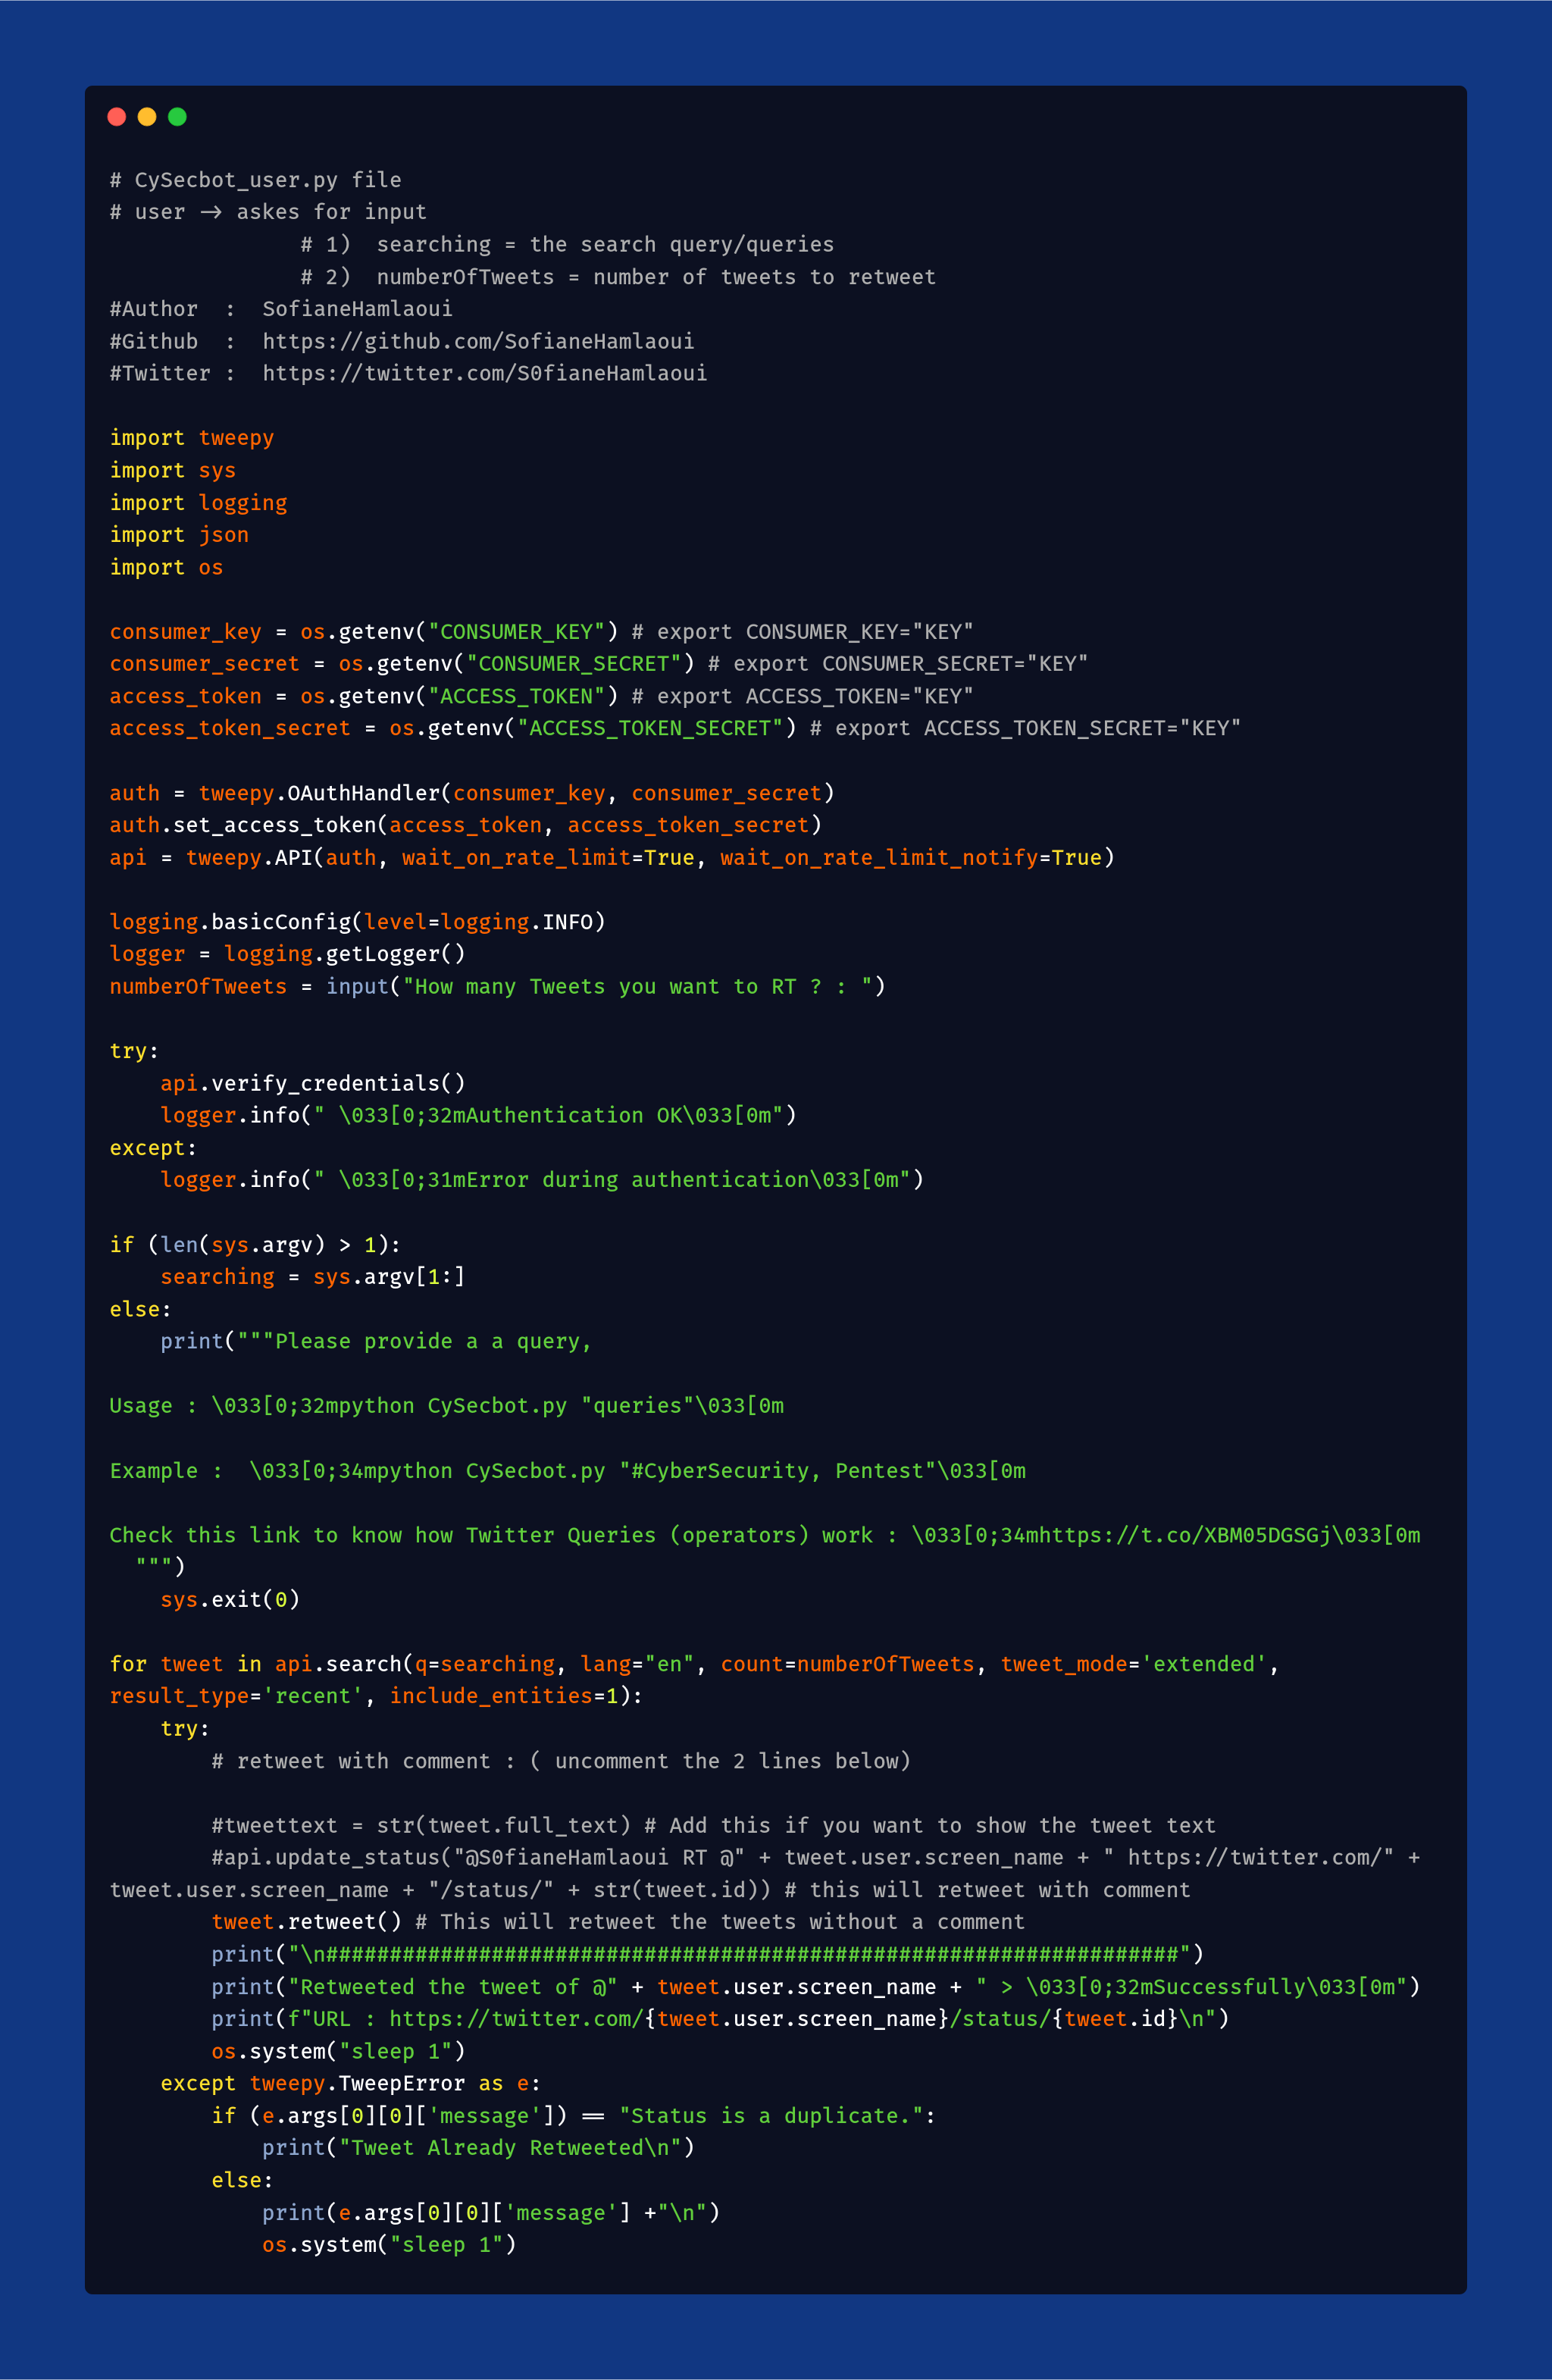 # CySecbot_user.py file
# user -> askes for input
               # 1)  searching = the search query/queries
               # 2)  numberOfTweets = number of tweets to retweet
#Author  :  SofianeHamlaoui
#Github  :  https://github.com/SofianeHamlaoui
#Twitter :  https://twitter.com/S0fianeHamlaoui

import tweepy
import sys
import logging
import json
import os

consumer_key = os.getenv("CONSUMER_KEY") # export CONSUMER_KEY="KEY"
consumer_secret = os.getenv("CONSUMER_SECRET") # export CONSUMER_SECRET="KEY"
access_token = os.getenv("ACCESS_TOKEN") # export ACCESS_TOKEN="KEY"
access_token_secret = os.getenv("ACCESS_TOKEN_SECRET") # export ACCESS_TOKEN_SECRET="KEY"

auth = tweepy.OAuthHandler(consumer_key, consumer_secret)
auth.set_access_token(access_token, access_token_secret)
api = tweepy.API(auth, wait_on_rate_limit=True, wait_on_rate_limit_notify=True)

logging.basicConfig(level=logging.INFO)
logger = logging.getLogger()
numberOfTweets = input("How many Tweets you want to RT ? : ")

try:
    api.verify_credentials()
    logger.info(" \033[0;32mAuthentication OK\033[0m")
except:
    logger.info(" \033[0;31mError during authentication\033[0m")

if (len(sys.argv) > 1):
    searching = sys.argv[1:]
else:
    print("""Please provide a a query,

Usage : \033[0;32mpython CySecbot.py "queries"\033[0m

Example :  \033[0;34mpython CySecbot.py "#CyberSecurity, Pentest"\033[0m

Check this link to know how Twitter Queries (operators) work : \033[0;34mhttps://t.co/XBM05DGSGj\033[0m
  """)
    sys.exit(0)

for tweet in api.search(q=searching, lang="en", count=numberOfTweets, tweet_mode='extended',
result_type='recent', include_entities=1):
    try:
        # retweet with comment : ( uncomment the 2 lines below)

        #tweettext = str(tweet.full_text) # Add this if you want to show the tweet text
        #api.update_status("@S0fianeHamlaoui RT @" + tweet.user.screen_name + " https://twitter.com/" +
tweet.user.screen_name + "/status/" + str(tweet.id)) # this will retweet with comment
        tweet.retweet() # This will retweet the tweets without a comment
        print("\n###################################################################")
        print("Retweeted the tweet of @" + tweet.user.screen_name + " > \033[0;32mSuccessfully\033[0m")
        print(f"URL : https://twitter.com/{tweet.user.screen_name}/status/{tweet.id}\n")
        os.system("sleep 1")
    except tweepy.TweepError as e:
        if (e.args[0][0]['message']) == "Status is a duplicate.":
            print("Tweet Already Retweeted\n")
        else:
            print(e.args[0][0]['message'] +"\n")
            os.system("sleep 1")